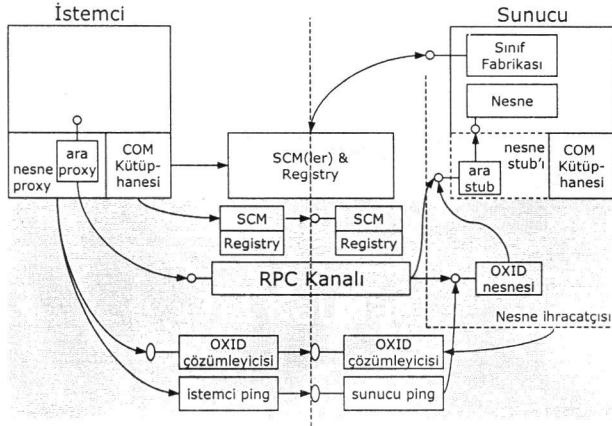 İstemci
Sunucu
Sınıf
Fabrikası
Nesne
nesne
proxy
ara
proxy
COM
Kütüp-
hanesi
SCM(ler) &
Registry
nesne
stub'ı
ara
stub
COM
Kütüp-
hanesi
SCM
Registry
SCM
Registry
RPC Kanalı
OXID
nesnesi
Nesne ihracatçısı
OXID
çözümleyicisi
OXID
çözümleyicisi
istemci ping
sunucu ping